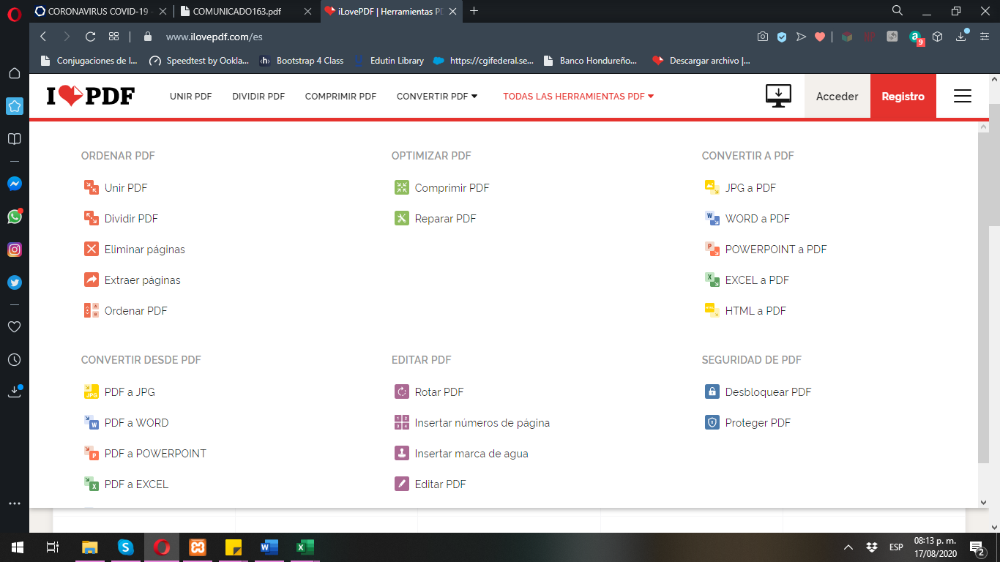 CORONAVIRUS COVID-19 -
COMUNICADO163.pdf
iLovePDF | Herramientas PD
www.ilovepdf.com/es
9
Conjugaciones de l...
Speedtest by Ookla...
Bootstrap 4 Class
Edutin Library
https://cgifederal.se...
Banco Hondureño...
Descargar archivo |...
I PDF
UNIR PDF
DIVIDIR PDF
COMPRIMIR PDF
CONVERTIR PDF
TODAS LAS HERRAMIENTAS PDF
Acceder
Registro
ORDENAR PDF
Unir PDF
Dividir PDF
Eliminar páginas
Extraer páginas
Ordenar PDF
OPTIMIZAR PDF
Comprimir PDF
Reparar PDF
CONVERTIR A PDF
JPG a PDF
WORD a PDF
POWERPOINT a PDF
EXCEL a PDF
HTML a PDF
CONVERTIR DESDE PDF
PDF a JPG
PDF a WORD
PDF a POWERPOINT
PDF a EXCEL
EDITAR PDF
Rotar PDF
Insertar números de página
Insertar marca de agua
Editar PDF
SEGURIDAD DE PDF
Desbloquear PDF
Proteger PDF
ESP
08:13 p. m.
17/08/2020
2